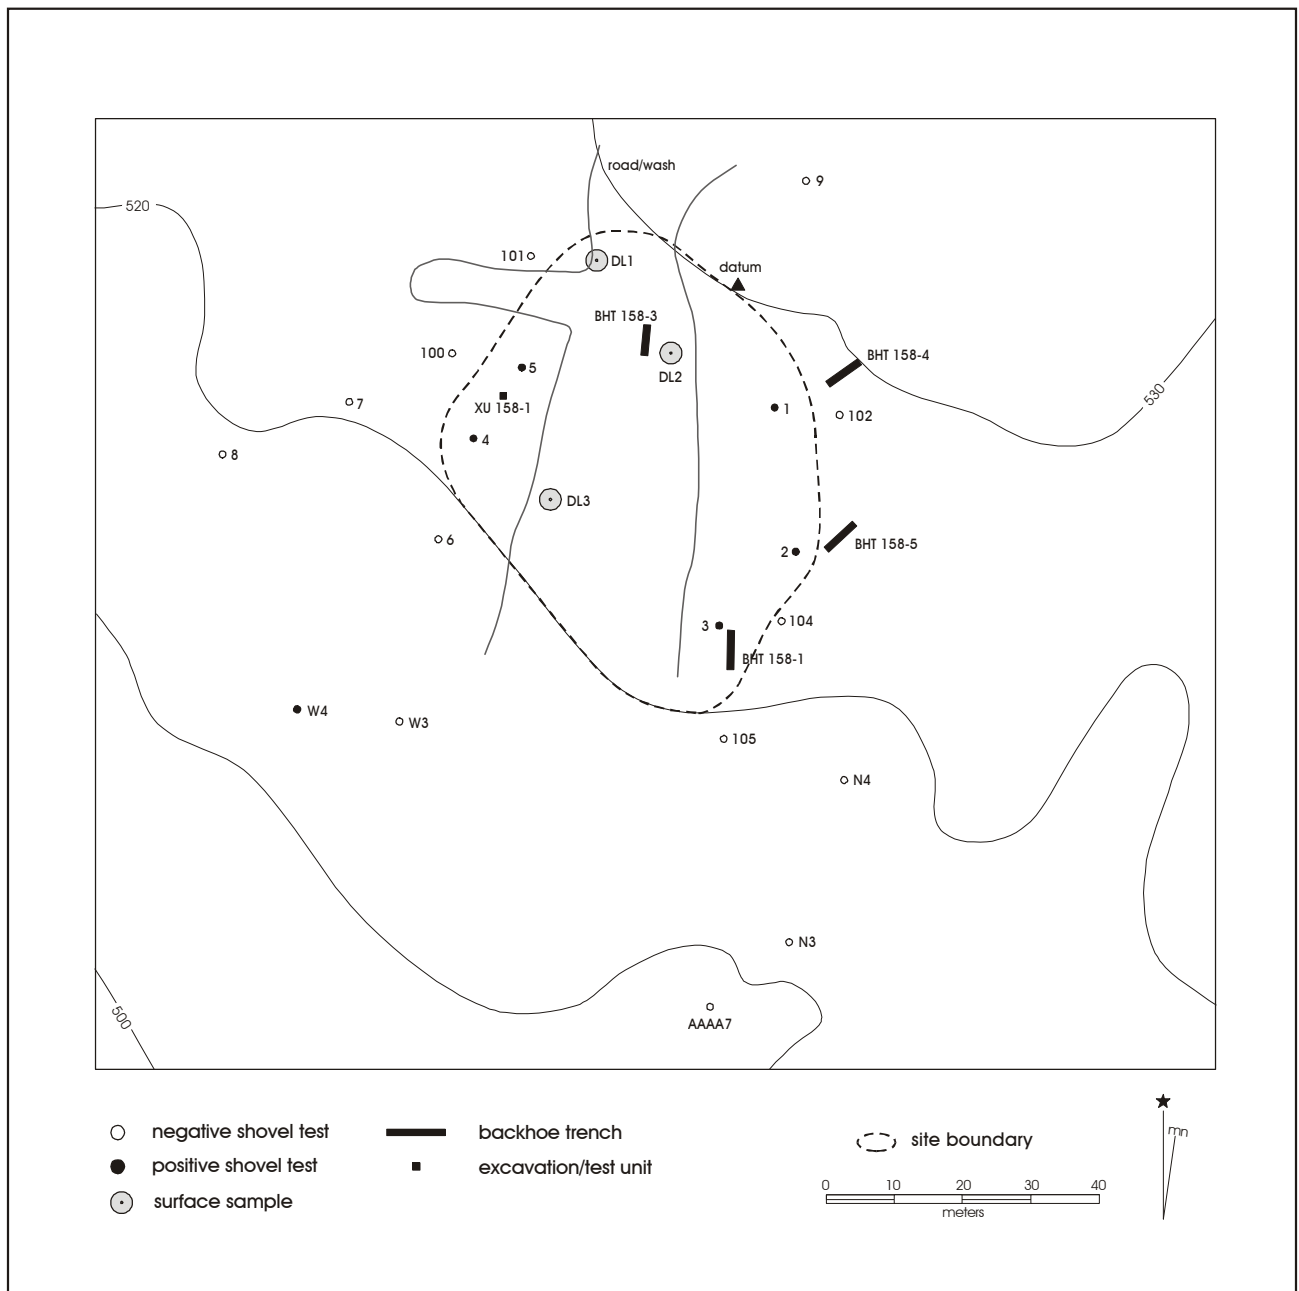 road/wash
9
520
101
DL1
datum
BHT 158-3
BHT 158-4
100
5
DL2
530
7
XU 158-1
1
102
4
8
DL3
6
2
BHT 158-5
3
104
BHT 158-1
W4
W3
105
N4
N3
500
AAAA7
mn
negative shovel test
backhoe trench
site boundary
positive shovel test
excavation/test unit
0 10 20 30 40
surface sample
meters